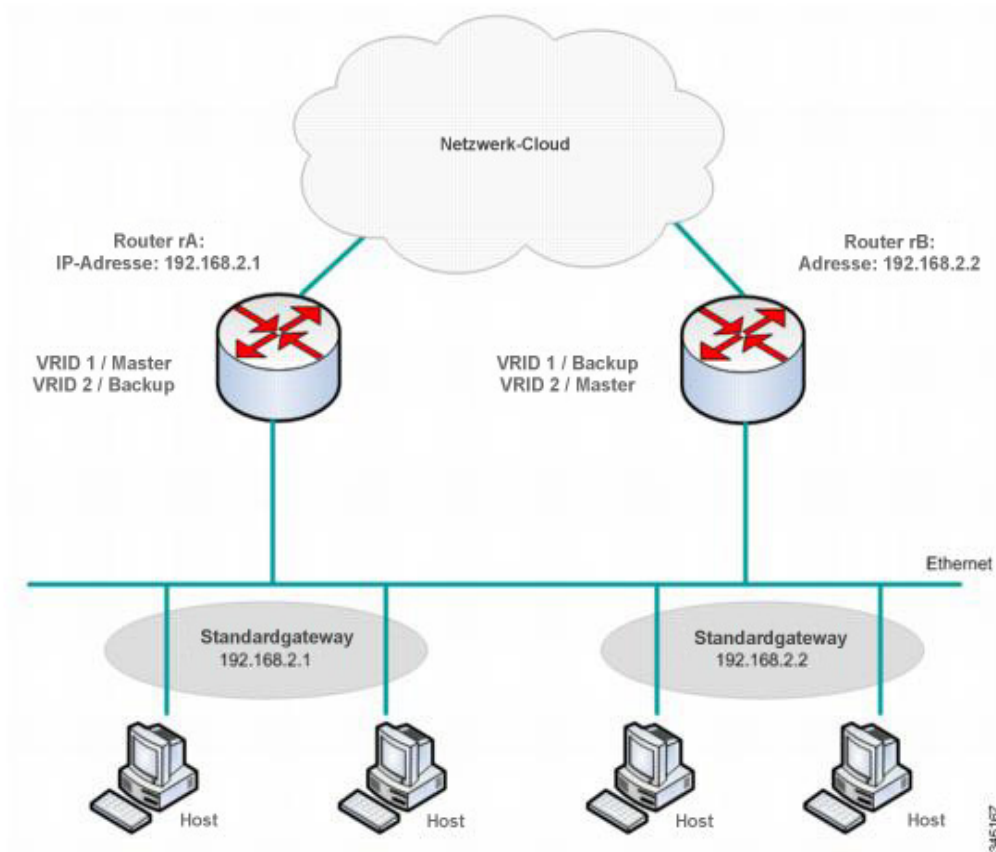 Netzwerk-Cloud
Router rA:
IP-Adresse: 192.168.2.1
Router rB:
Adresse: 192.168.2.2
VRID 1 / Master
VRID 2 / Backup
VRID 1 / Backup
VRID 2 / Master
Ethernet
Standardgateway
192.168.2.1
Standardgateway
192.168.2.2
Host
Host
Host
Host
346167